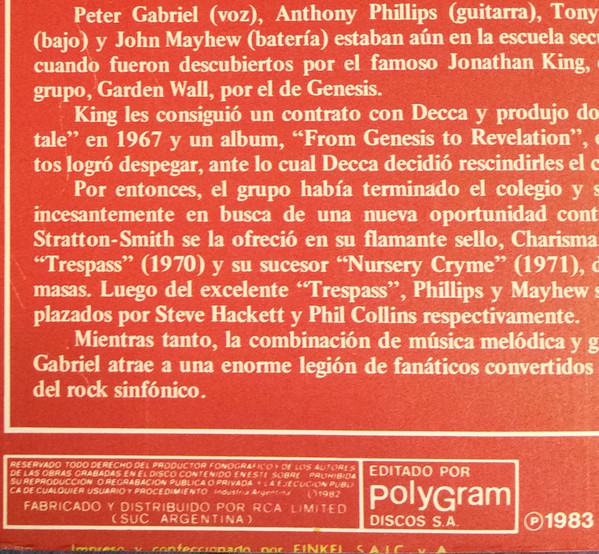 Peter Gabriel (voz), Anthony Phillips (guitarra), Tony
(bajo) y John Mayhew (batería) estaban aún en la escuela secu
cuando fueron descubiertos por el famoso Jonathan King,
grupo, Garden Wall, por el de Genesis.
King les consiguió un contrato con Decca y produjo do
tale” en 1967 y un album, “From Genesis to Revelation”,
tos logró despegar, ante lo cual Decca decidió rescindirles el c
Por entonces, el grupo había terminado el colegio y s
incesantemente en busca de una nueva oportunidad cont
Stratton-Smith se la ofreció en su flamante sello, Charisma
“Trespass” (1970) y su sucesor “Nursery Cryme” (1971), d
masas. Luego del excelente “Trespass”, Phillips y Mayhew s
plazados por Steve Hackett y Phil Collins respectivamente.
Mientras tanto, la combinación de música melódica y g
Gabriel atrae a una enorme legión de fanáticos convertidos
del rock sinfónico.
RESERVADO TODO DERECHO DEL PRODUCTOR FONOGRAFICO Y DE LOS AUTORES
DE LAS OBRAS GRABADAS EN EL DISCO CONTENIDO EN ESTE SOBRE PROHIBIDA
SU REPRODUCCION O REGRABACION PUBLICA O PRIVADA Y LA EJECUCION PUBLI
CA DE CUALQUIER USUARIO Y PROCEDIMIENTO Industria Argentina 1982
FABRICADO Y DISTRIBUIDO POR RCA LIMITED
(SUC ARGENTINA)
EDITADO POR
PolyGram
DISCOS S.A.
Ⓟ1983
Impreso y confeccionado por FINKEL S.A.I.C. y A.